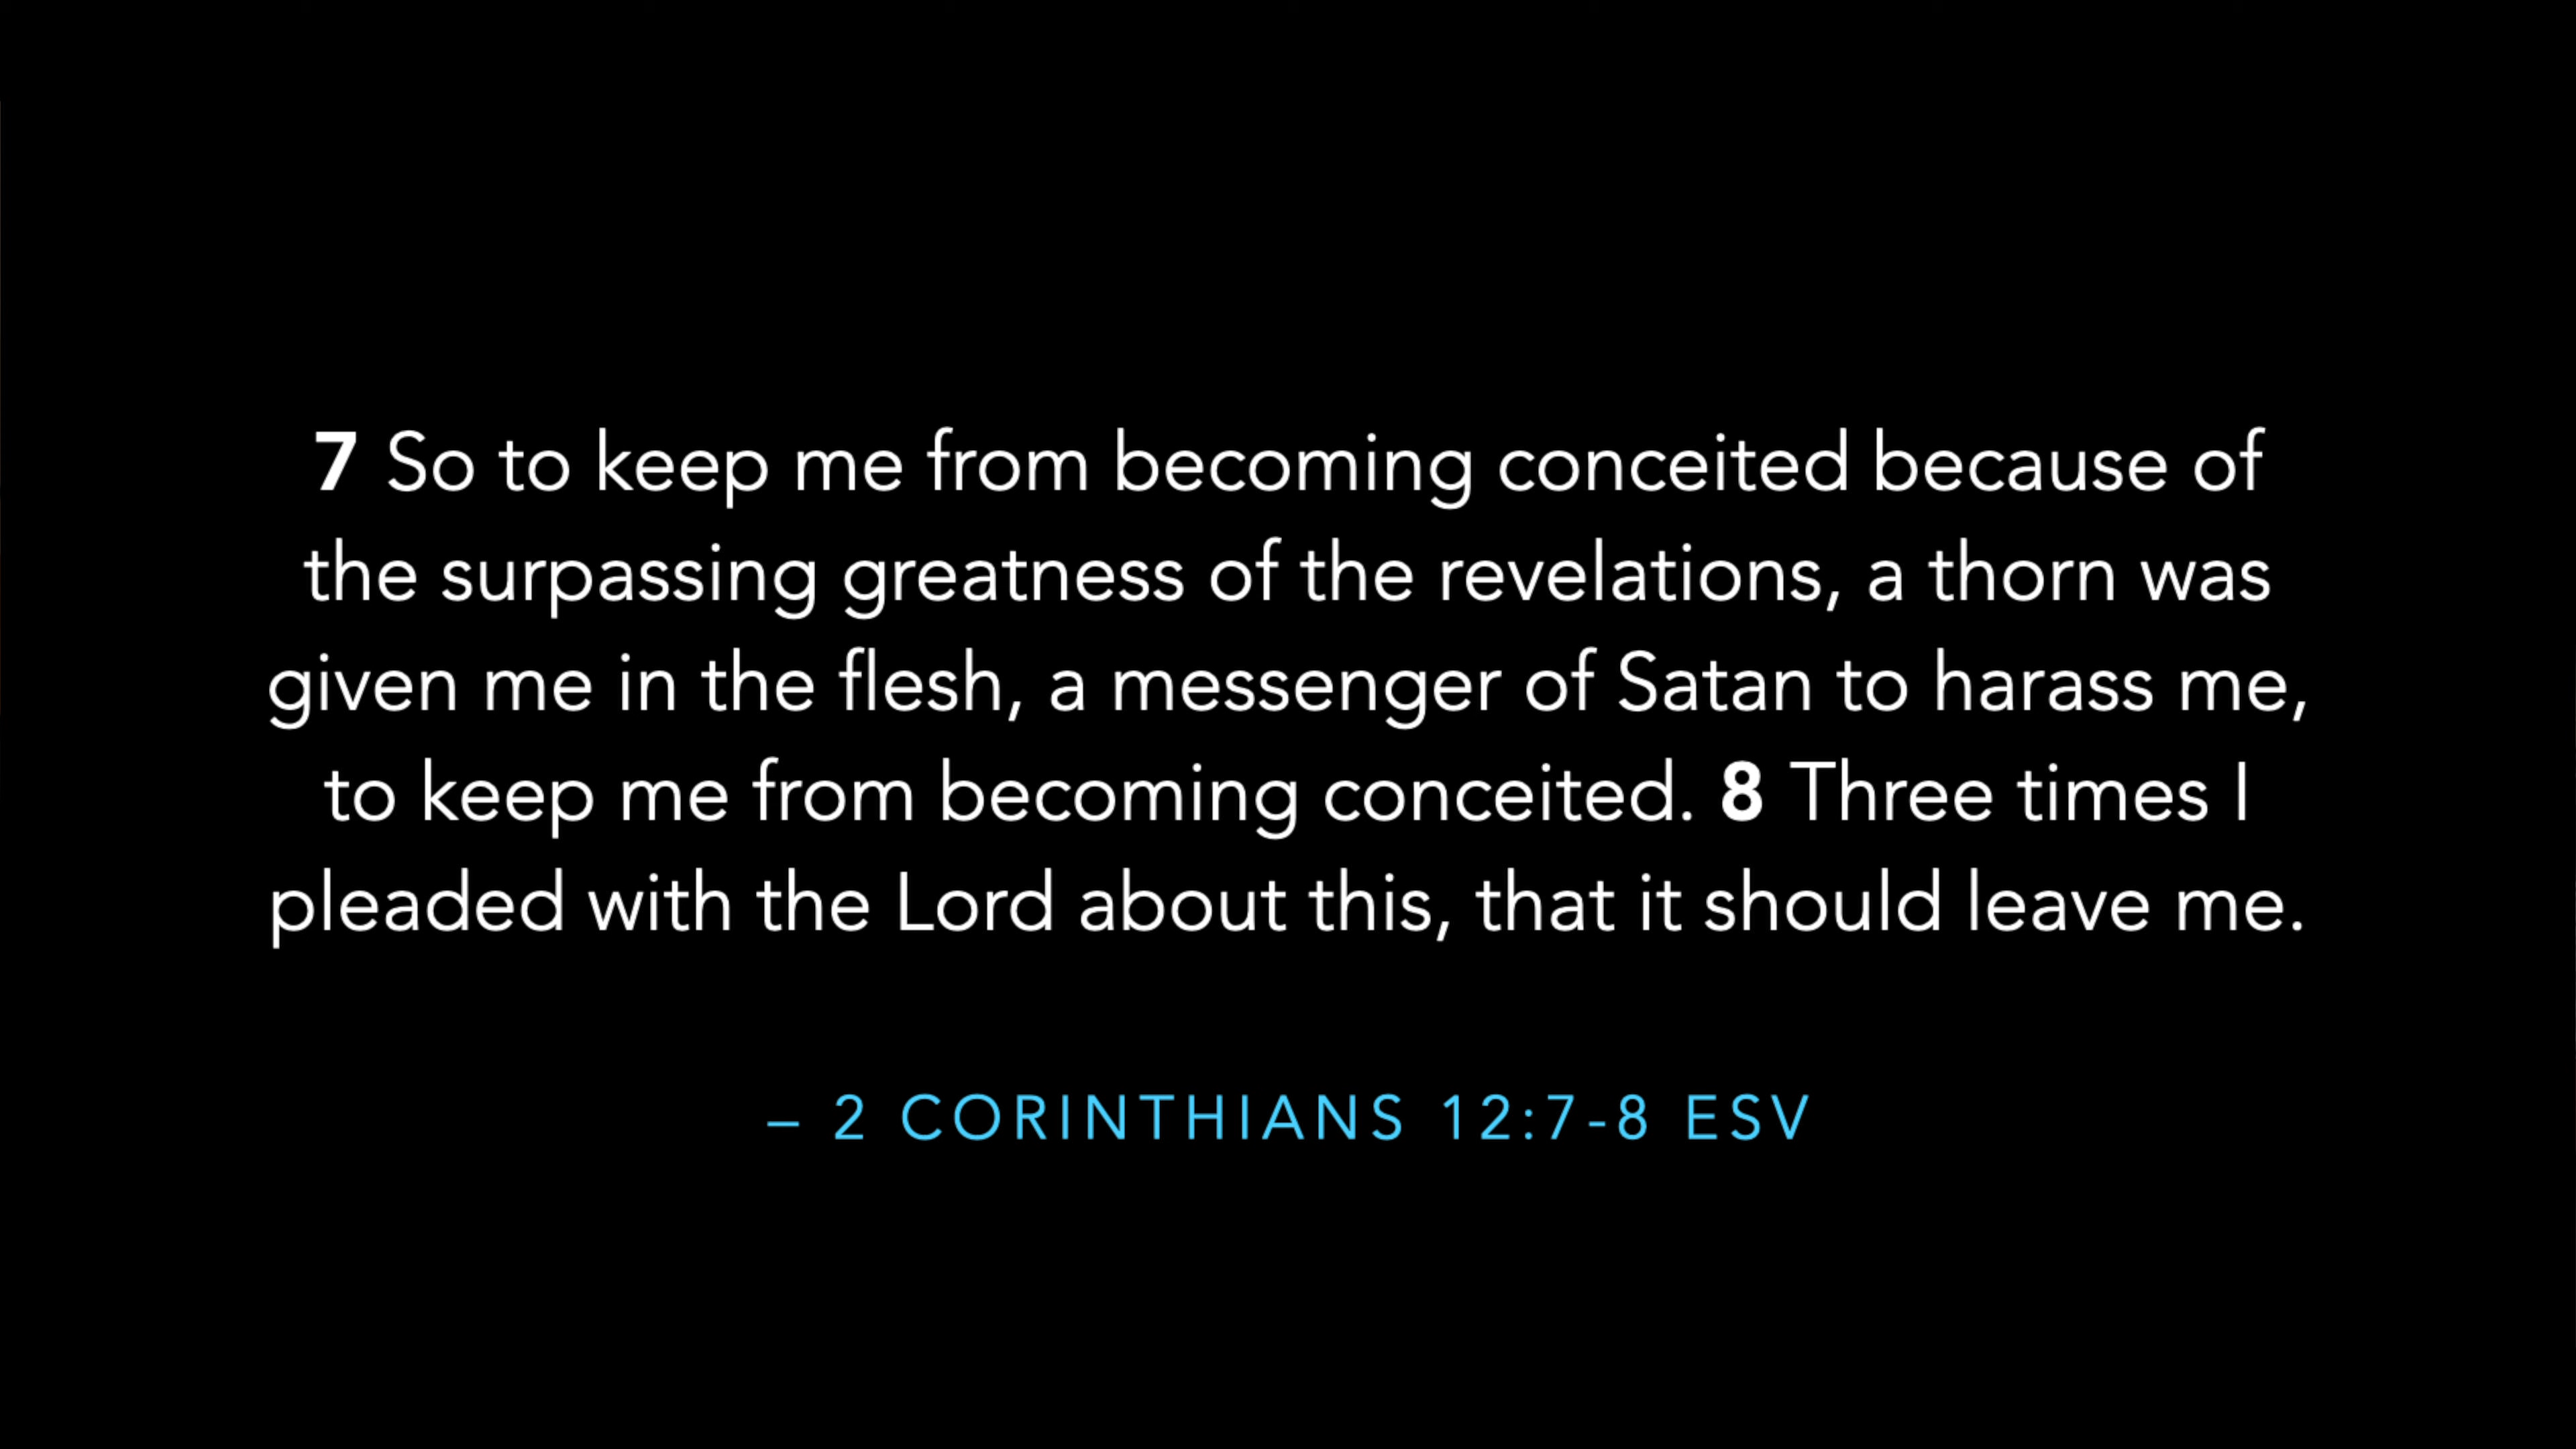 7 So to keep me from becoming conceited because of
the surpassing greatness of the revelations, a thorn was
given me in the flesh, a messenger of Satan to harass me,
to keep me from becoming conceited. 8 Three times I
pleaded with the Lord about this, that it should leave me.
– 2 CORINTHIANS 12:7-8 ESV